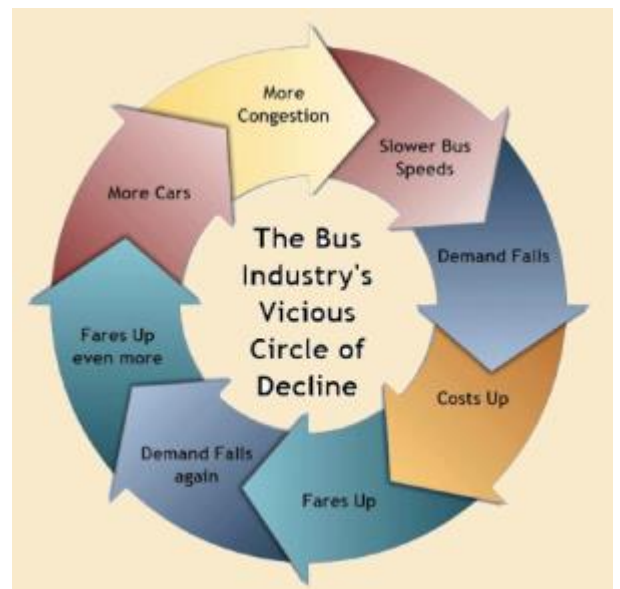 The Bus
Industry's
Vicious
Circle of
Decline
More
Congestion
Slower Bus
Speeds
Demand Falls
Costs Up
Fares Up
Demand Falls
again
Fares Up
even more
More Cars